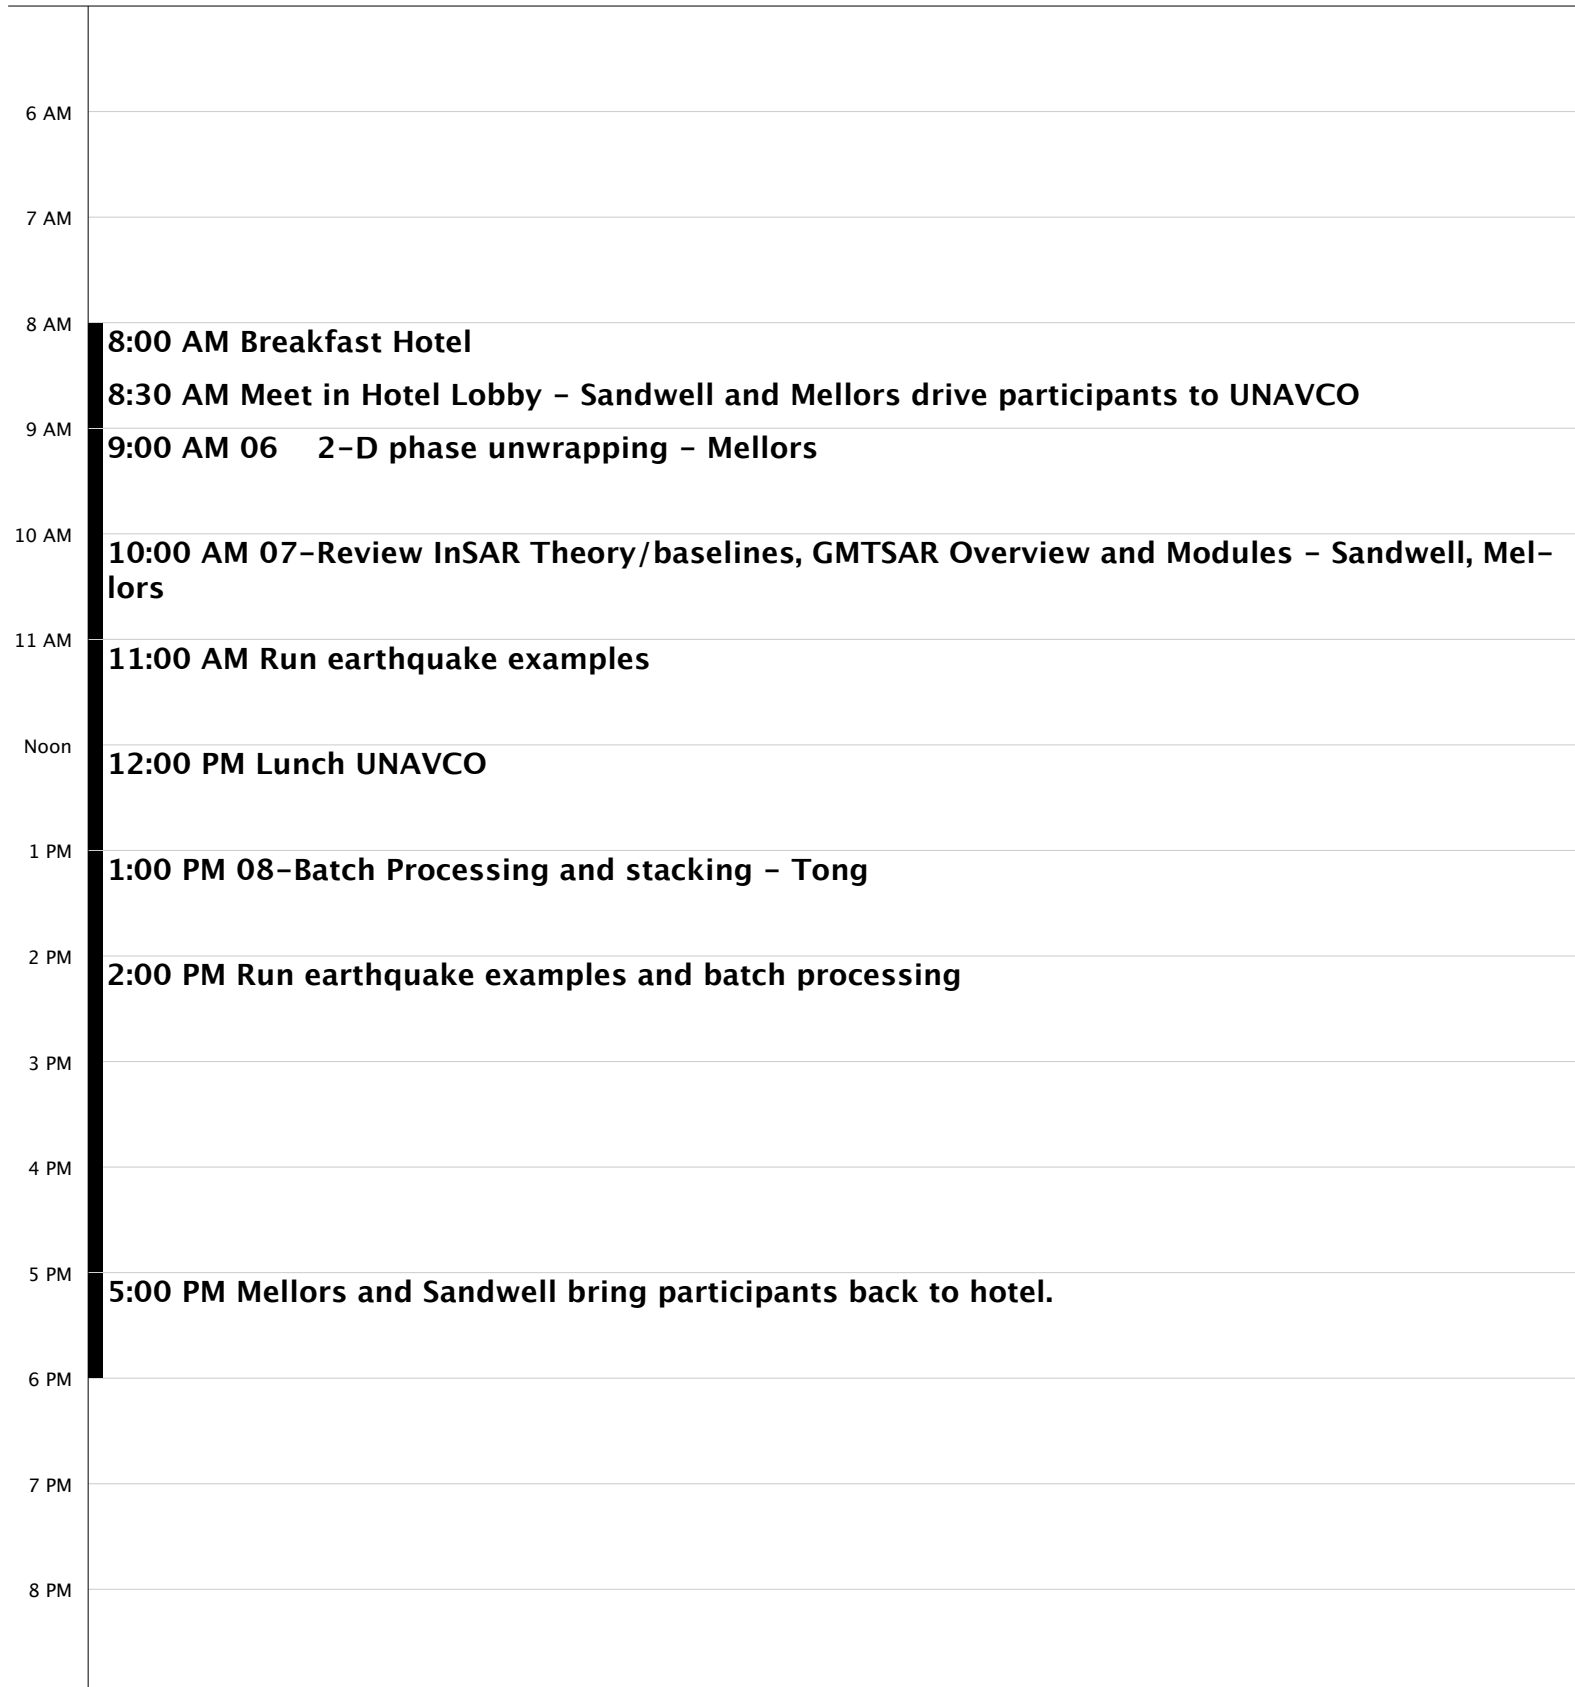 6 AM
7 AM
8 AM
8:00 AM Breakfast Hotel
8:30 AM Meet in Hotel Lobby – Sandwell and Mellors drive participants to UNAVCO
9 AM
9:00 AM 06    2–D phase unwrapping – Mellors
10 AM
10:00 AM 07–Review InSAR Theory/baselines, GMTSAR Overview and Modules – Sandwell, Mel–
lors
11 AM
11:00 AM Run earthquake examples
Noon
12:00 PM Lunch UNAVCO
1 PM
1:00 PM 08–Batch Processing and stacking – Tong
2 PM
2:00 PM Run earthquake examples and batch processing
3 PM
4 PM
5 PM
5:00 PM Mellors and Sandwell bring participants back to hotel.
6 PM
7 PM
8 PM